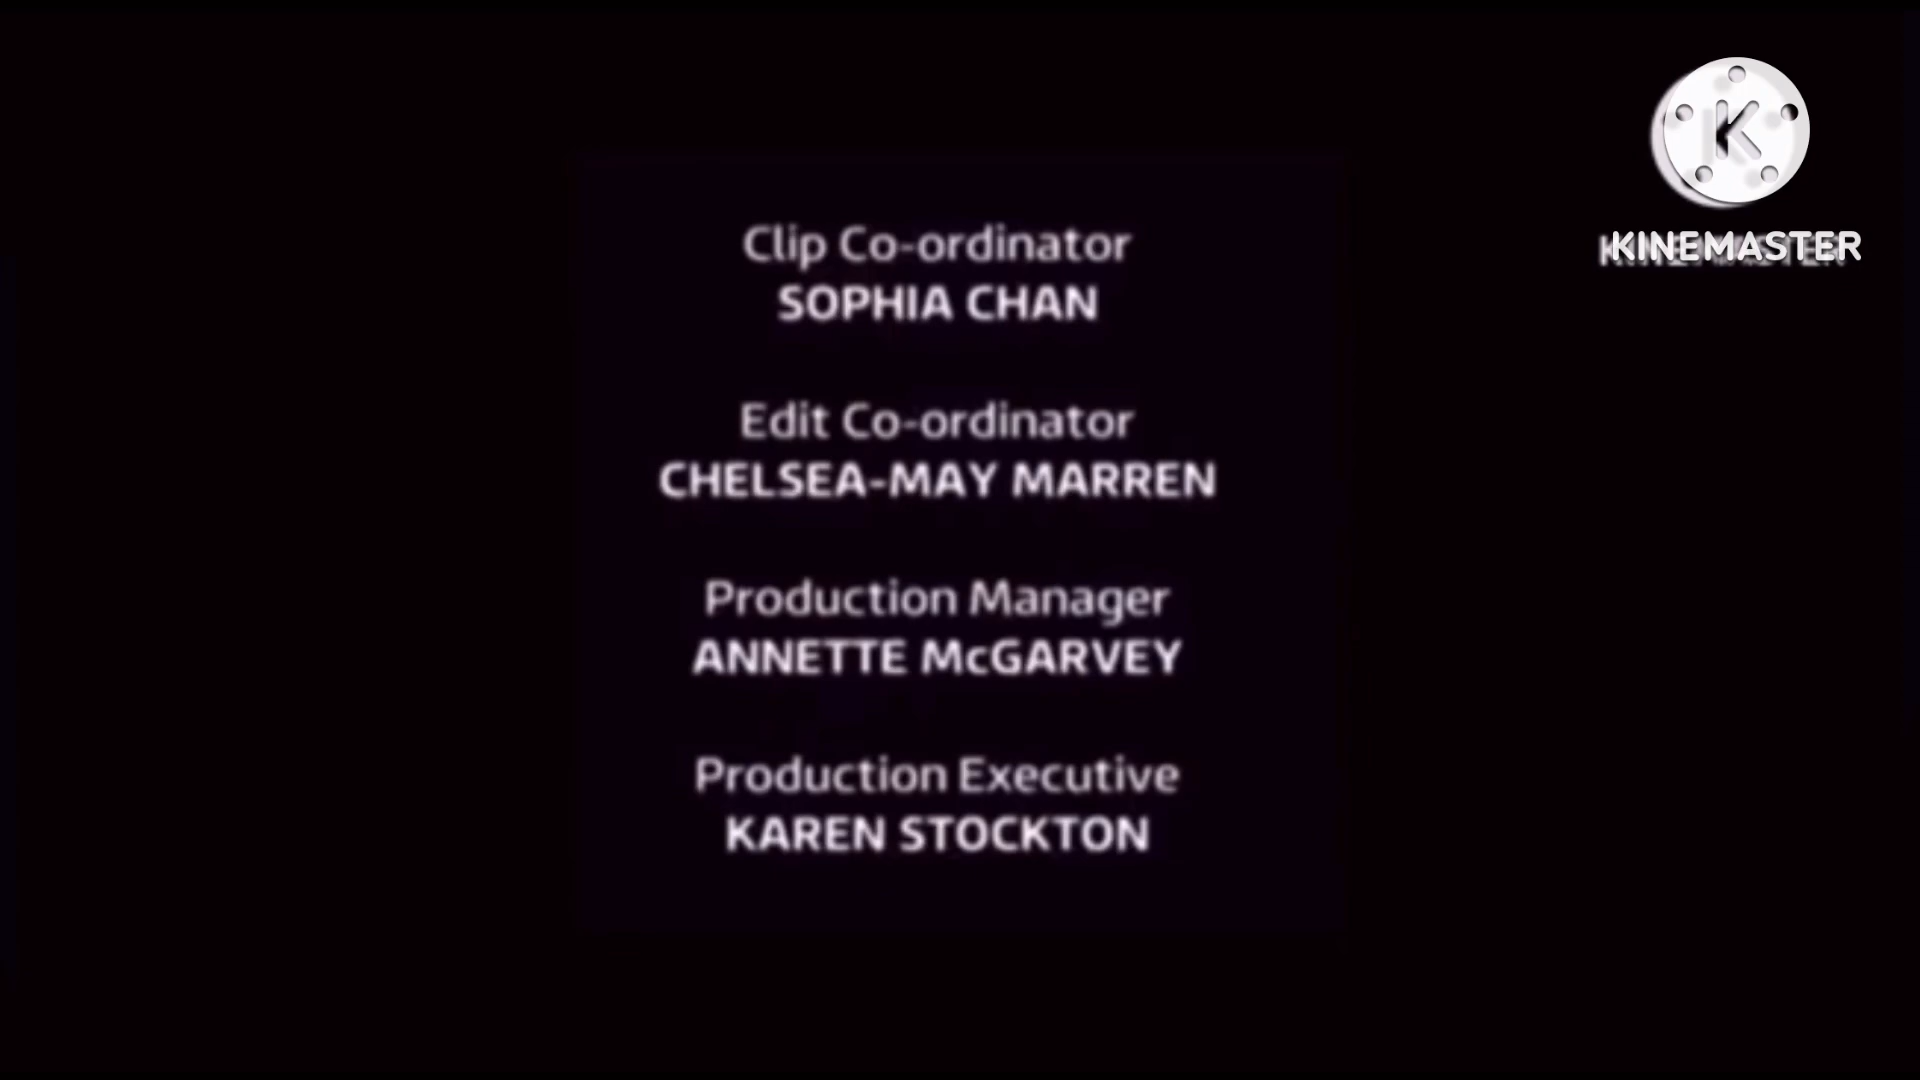 Clip Co-ordinator
SOPHIA CHAN
Edit Co-ordinator
CHELSEA-MAY MARREN
Production Manager
ANNETTE McGARVEY
Production Executive
KAREN STOCKTON
K
KINEMASTER
KINEMASTER